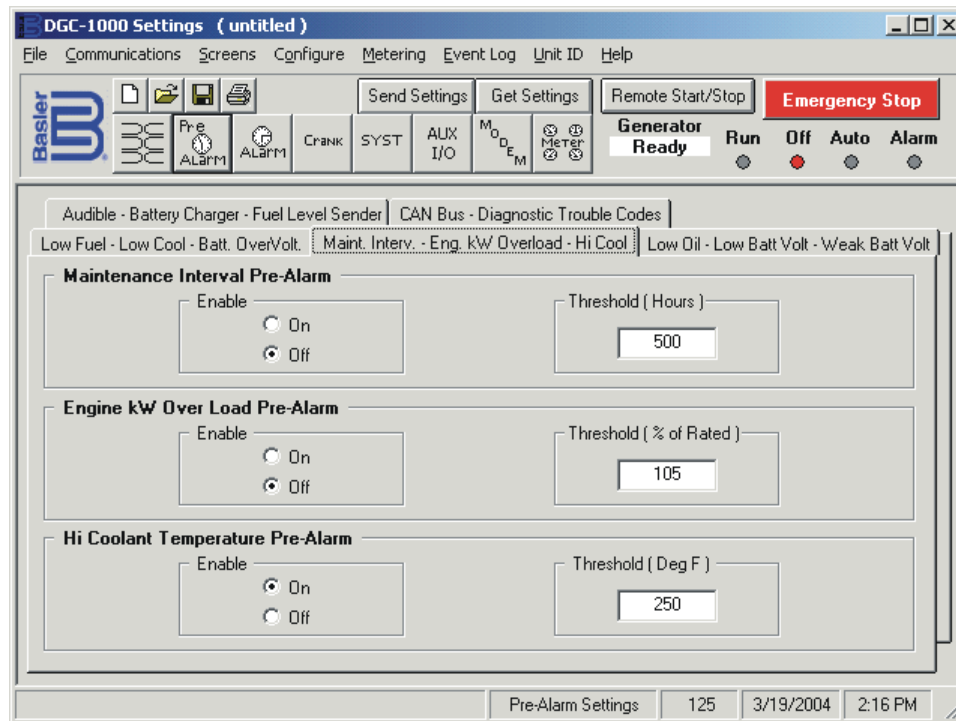 DGC-1000 Settings ( untitled )
File Communications Screens Configure Metering Event Log Unit ID Help
Basler
Send Settings Get Settings Remote Start/Stop Emergency Stop
Pre ALARM ALARM CRANK SYST AUX I/O MODEM METER
Generator Ready Run Off Auto Alarm
Audible - Battery Charger - Fuel Level Sender CAN Bus - Diagnostic Trouble Codes
Low Fuel - Low Cool - Batt. OverVolt. Maint. Interv. - Eng. kW Overload - Hi Cool Low Oil - Low Batt Volt - Weak Batt Volt
Maintenance Interval Pre-Alarm
Enable Threshold ( Hours )
On
Off
500
Engine kW Over Load Pre-Alarm
Enable Threshold ( % of Rated )
On
Off
105
Hi Coolant Temperature Pre-Alarm
Enable Threshold ( Deg F )
On
Off
250
Pre-Alarm Settings 125 3/19/2004 2:16 PM